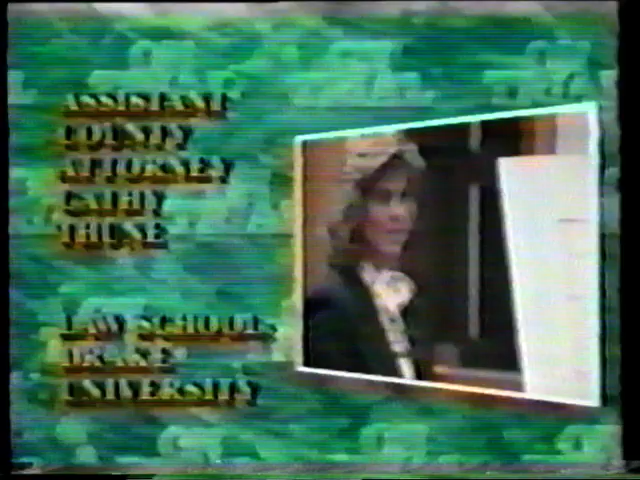 ASSISTANT
COUNTY
ATTORNEY
CATHY
THUNE
LAW SCHOOL
DRAKE
UNIVERSITY